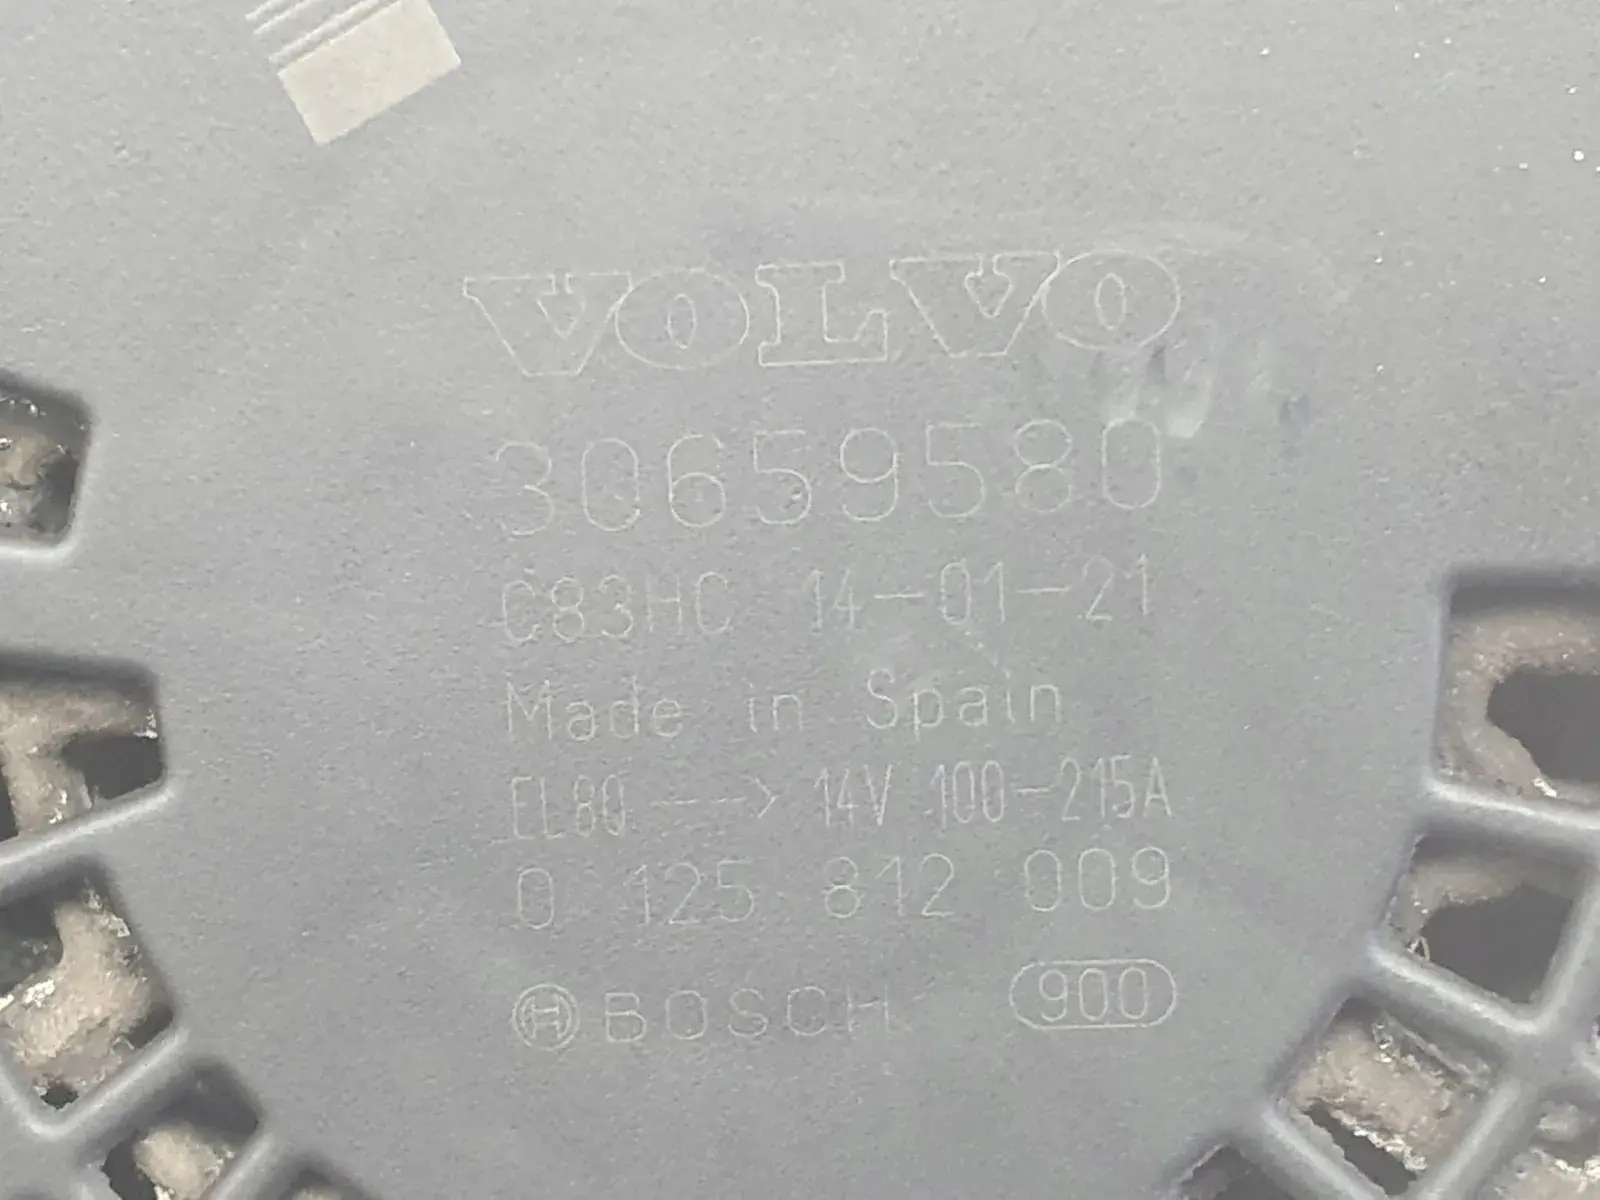 VOLVO
30659580
C83HC 14-01-21
Made in Spain
EL80 ---> 14V 100-215A
0 125 812 009
BOSCH 900